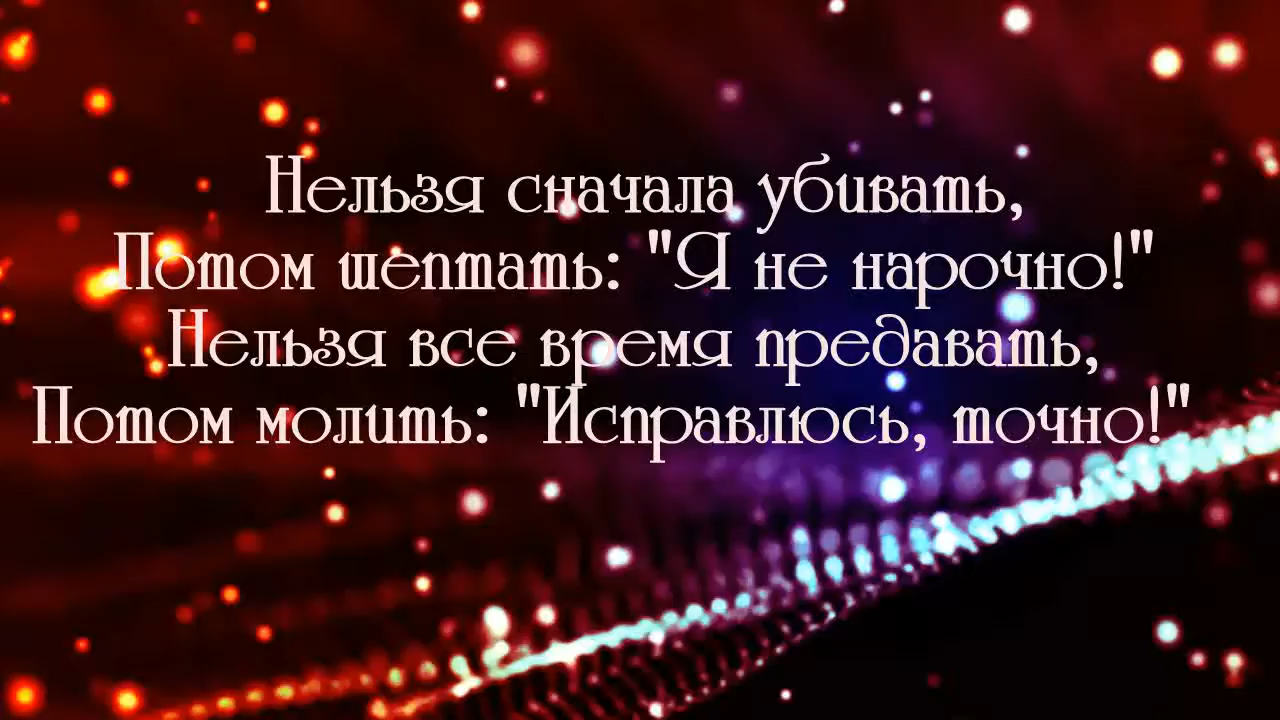 Нельзя сначала убивать,
Потом шептать: "Я не нарочно!"
Нельзя все время предавать,
Потом молить: "Исправлюсь, точно!"